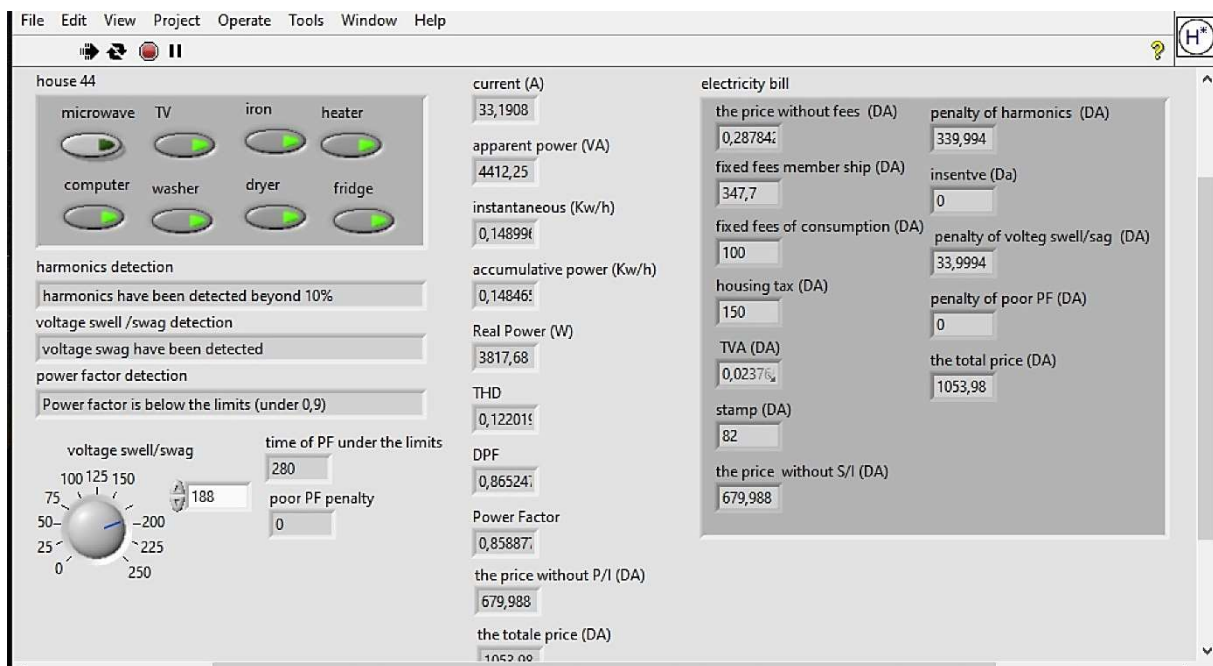 File Edit View Project Operate Tools Window Help
house 44
microwave TV iron heater
computer washer dryer fridge
harmonics detection
harmonics have been detected beyond 10%
voltage swell /swag detection
voltage swag have been detected
power factor detection
Power factor is below the limits (under 0,9)
voltage swell/swag
0 25 50 75 100 125 150 200 225 250
188
time of PF under the limits
280
poor PF penalty
0
current (A)
33,1908
apparent power (VA)
4412,25
instantaneous (Kw/h)
0,148996
accumulative power (Kw/h)
0,148465
Real Power (W)
3817,68
THD
0,122019
DPF
0,865247
Power Factor
0,858877
the price without P/I (DA)
679,988
the totale price (DA)
1053,98
electricity bill
the price without fees (DA)
0,287842
fixed fees member ship (DA)
347,7
fixed fees of consumption (DA)
100
housing tax (DA)
150
TVA (DA)
0,02376
stamp (DA)
82
the price without S/I (DA)
679,988
penalty of harmonics (DA)
339,994
insentve (Da)
0
penalty of volteg swell/sag (DA)
33,9994
penalty of poor PF (DA)
0
the total price (DA)
1053,98
?
H*